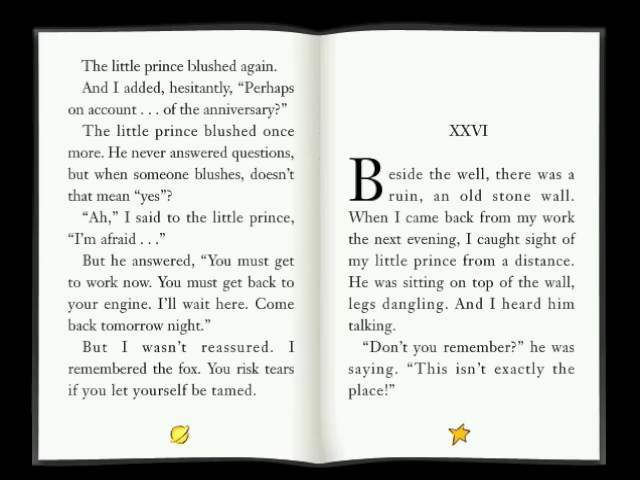 The little prince blushed again.
And I added, hesitantly, “Perhaps
on account . . . of the anniversary?”
The little prince blushed once
more. He never answered questions,
but when someone blushes, doesn’t
that mean “yes”?
“Ah,” I said to the little prince,
“I’m afraid . . .”
But he answered, “You must get
to work now. You must get back to
your engine. I’ll wait here. Come
back tomorrow night.”
But I wasn’t reassured. I
remembered the fox. You risk tears
if you let yourself be tamed.
XXVI
Beside the well, there was a
ruin, an old stone wall.
When I came back from my work
the next evening, I caught sight of
my little prince from a distance.
He was sitting on top of the wall,
legs dangling. And I heard him
talking.
“Don’t you remember?” he was
saying. “This isn’t exactly the
place!”